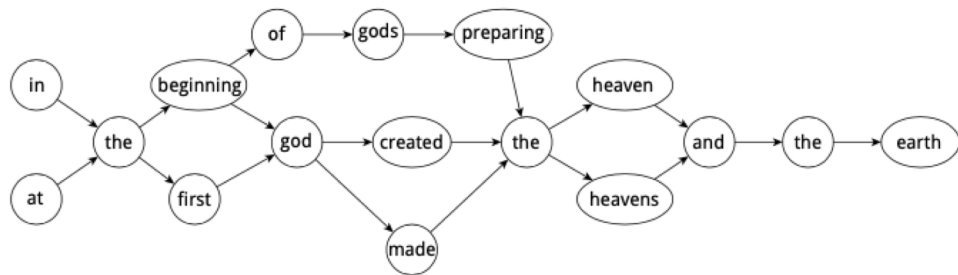 of gods preparing
in beginning heaven
the god created the and the earth
at first heavens
made